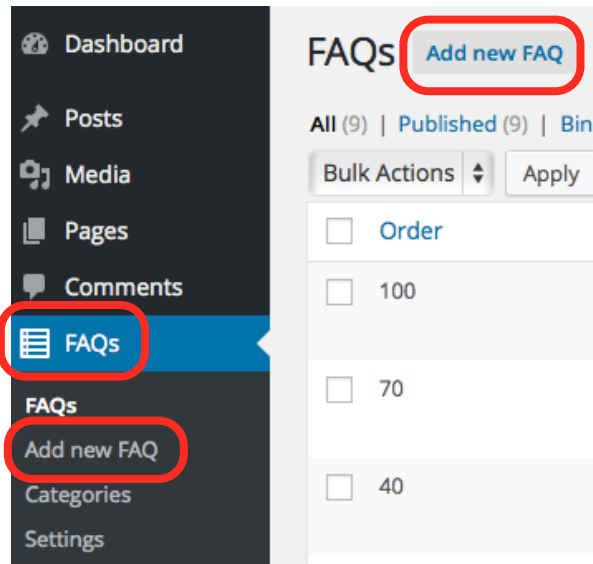 Dashboard
Posts
Media
Pages
Comments
FAQs
FAQs
Add new FAQ
Categories
Settings
FAQs Add new FAQ
All (9) | Published (9) | Bin
Bulk Actions Apply
Order
100
70
40